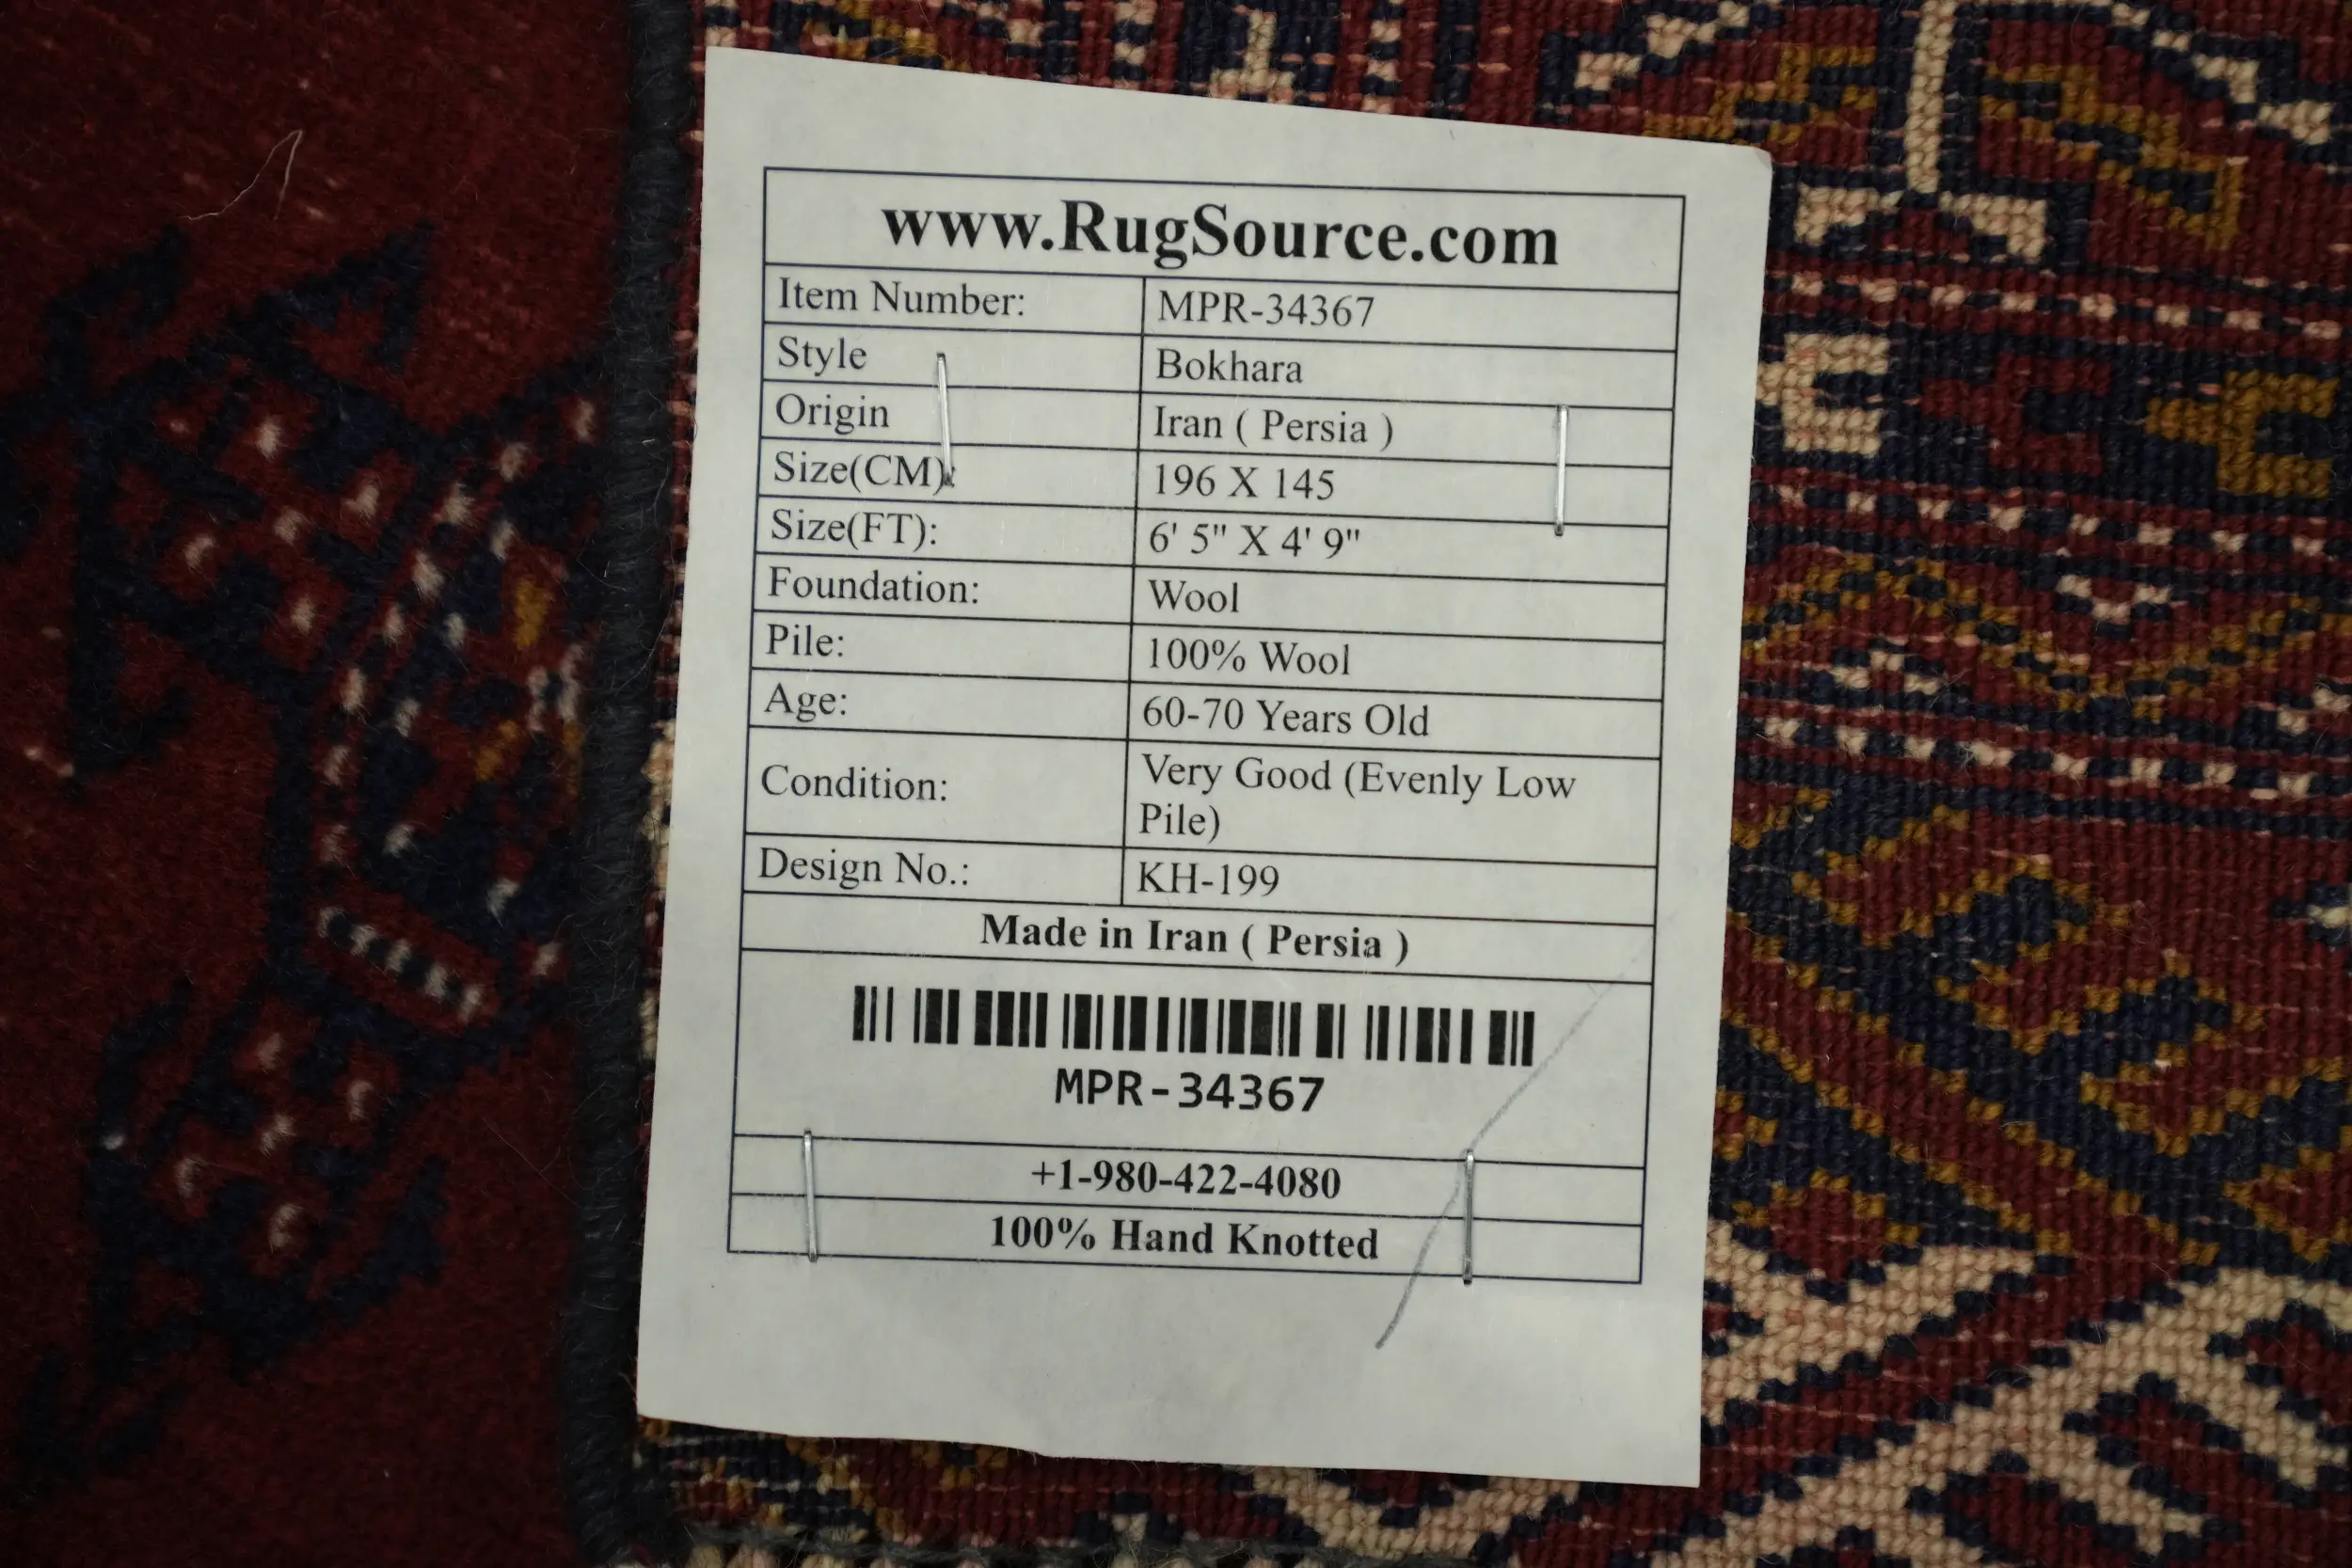 www.RugSource.com
Item Number: MPR-34367
Style Bokhara
Origin Iran ( Persia )
Size(CM): 196 X 145
Size(FT): 6' 5" X 4' 9"
Foundation: Wool
Pile: 100% Wool
Age: 60-70 Years Old
Condition: Very Good (Evenly Low
Pile)
Design No.: KH-199
Made in Iran ( Persia )
MPR-34367
+1-980-422-4080
100% Hand Knotted